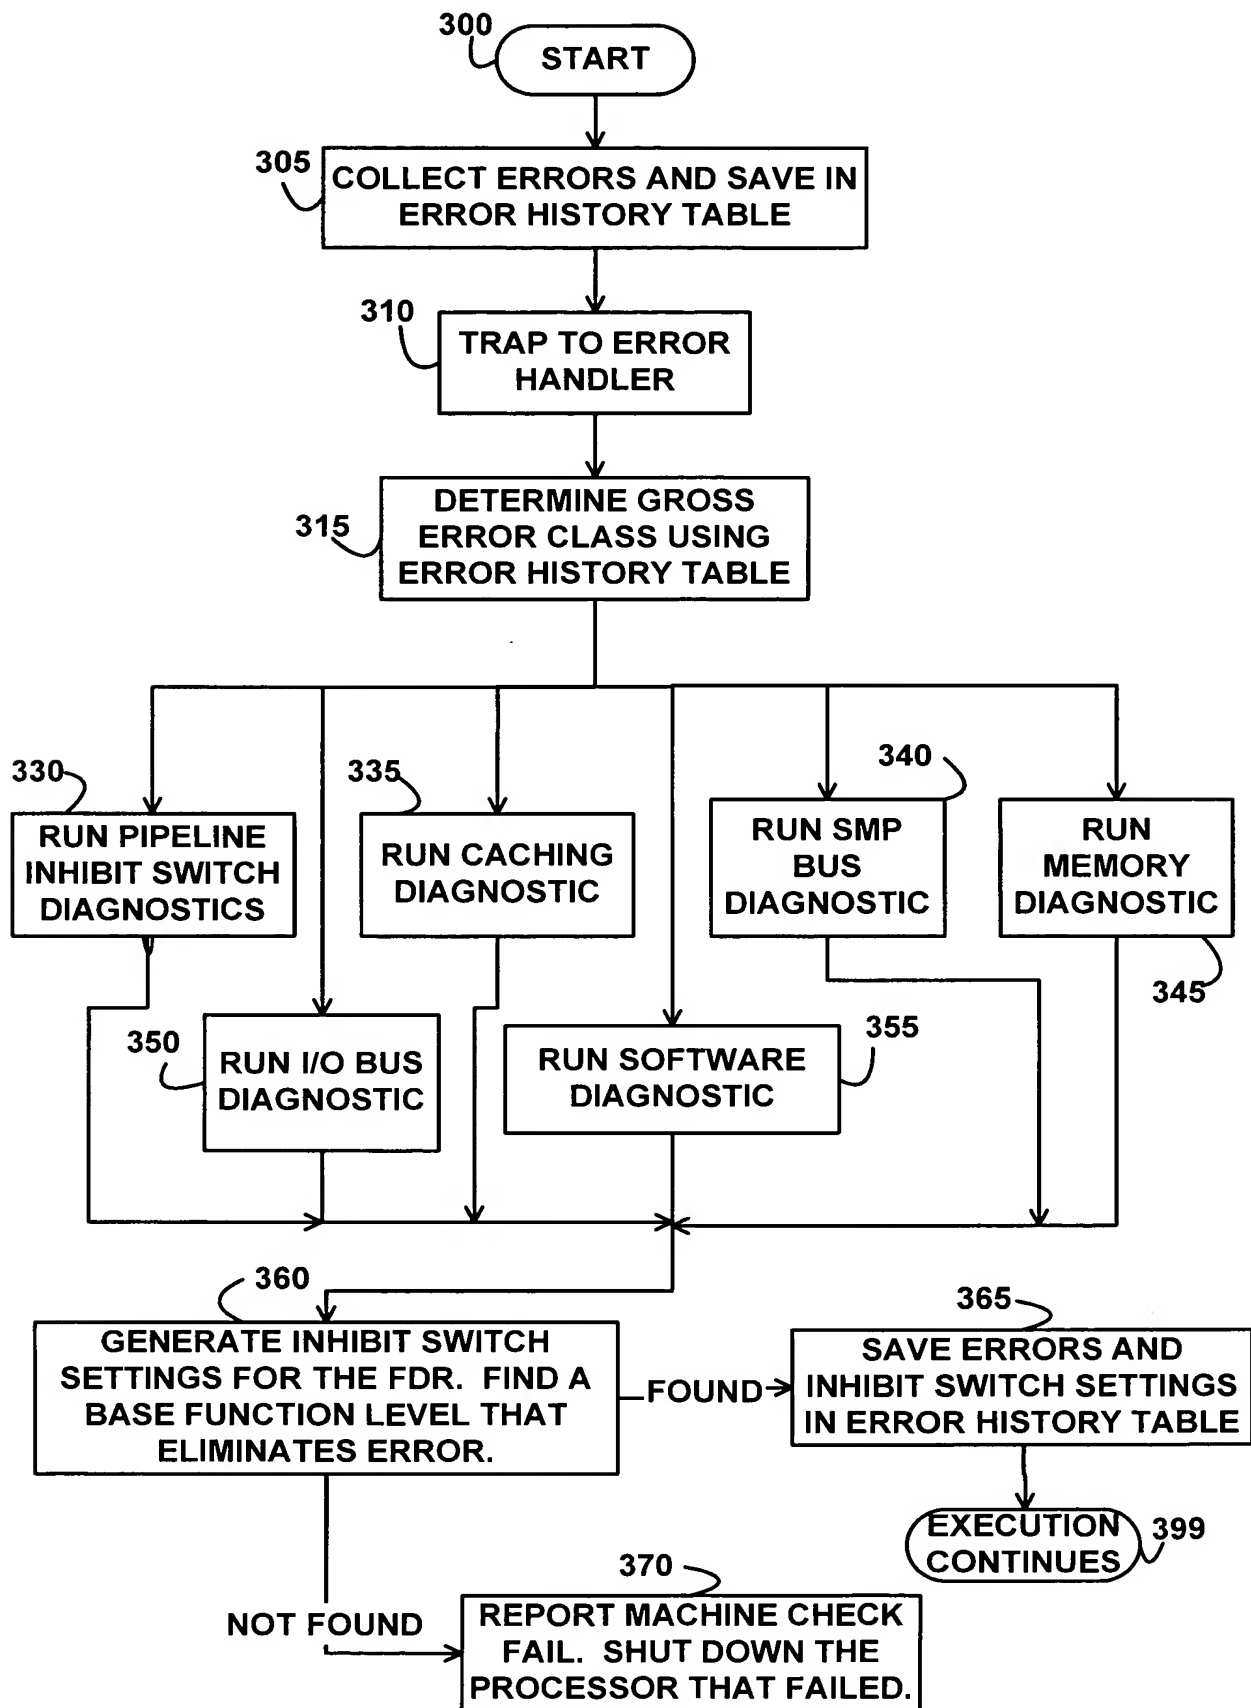 300
START
305
COLLECT ERRORS AND SAVE IN
ERROR HISTORY TABLE
310
TRAP TO ERROR
HANDLER
315
DETERMINE GROSS
ERROR CLASS USING
ERROR HISTORY TABLE
330
RUN PIPELINE
INHIBIT SWITCH
DIAGNOSTICS
335
RUN CACHING
DIAGNOSTIC
340
RUN SMP
BUS
DIAGNOSTIC
RUN
MEMORY
DIAGNOSTIC
345
350
RUN I/O BUS
DIAGNOSTIC
355
RUN SOFTWARE
DIAGNOSTIC
360
GENERATE INHIBIT SWITCH
SETTINGS FOR THE FDR. FIND A
BASE FUNCTION LEVEL THAT
ELIMINATES ERROR.
FOUND
365
SAVE ERRORS AND
INHIBIT SWITCH SETTINGS
IN ERROR HISTORY TABLE
EXECUTION
CONTINUES
399
NOT FOUND
370
REPORT MACHINE CHECK
FAIL. SHUT DOWN THE
PROCESSOR THAT FAILED.